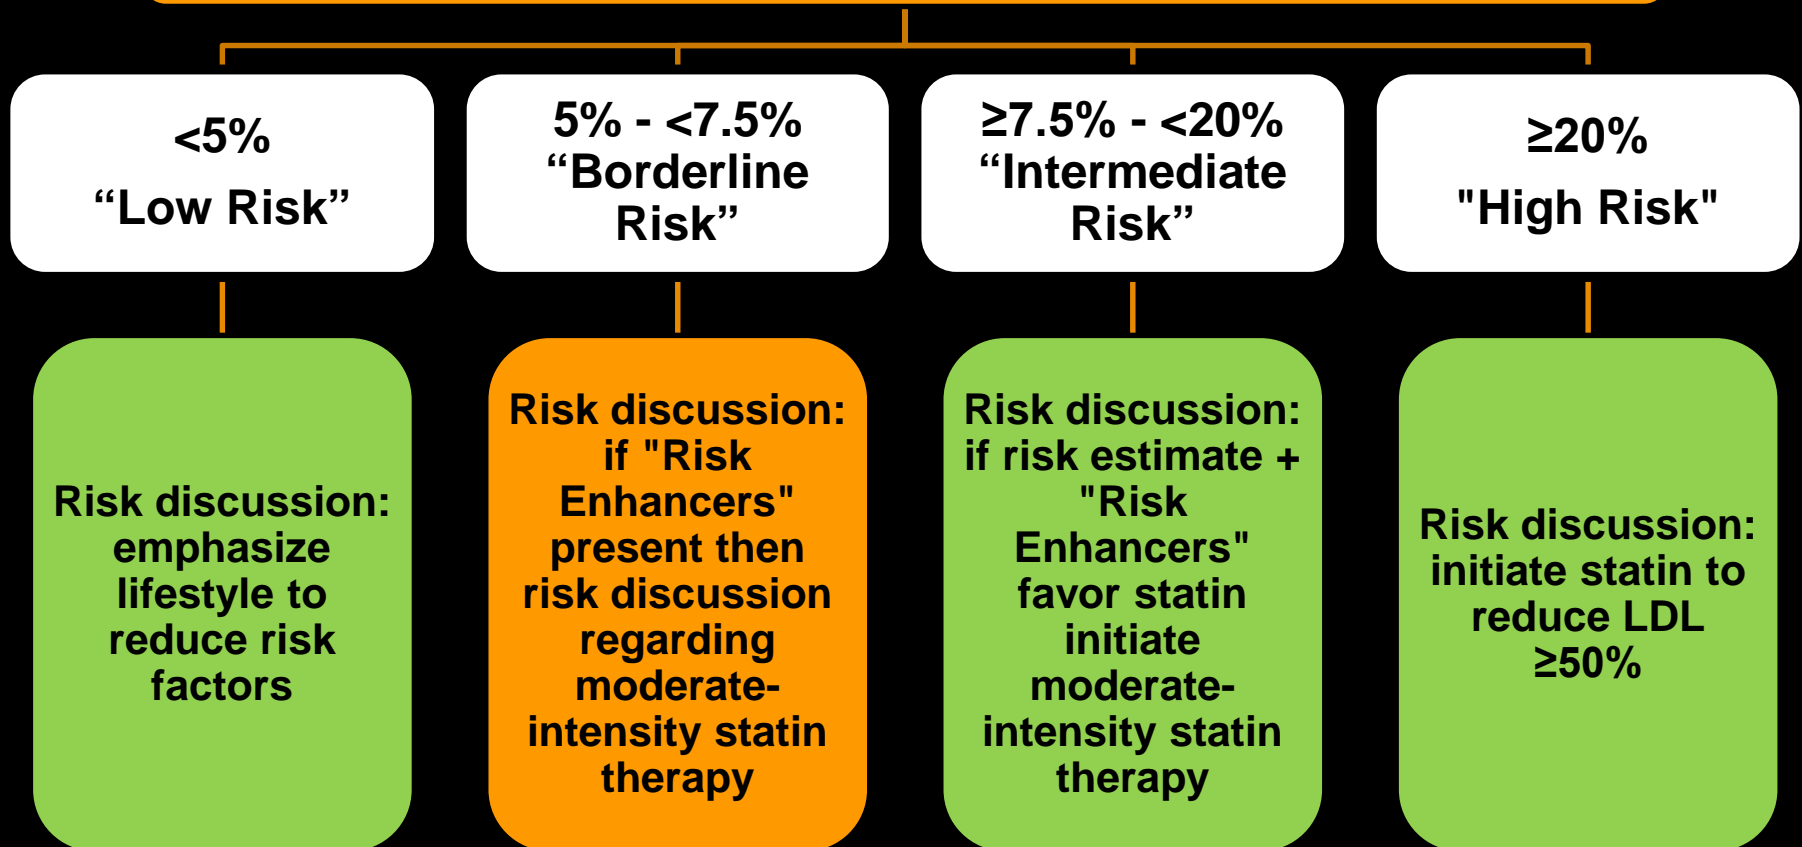 <5%
“Low Risk”
5% - <7.5%
“Borderline
Risk”
≥7.5% - <20%
“Intermediate
Risk”
≥20%
"High Risk"
Risk discussion:
emphasize
lifestyle to
reduce risk
factors
Risk discussion:
if "Risk
Enhancers"
present then
risk discussion
regarding
moderate-
intensity statin
therapy
Risk discussion:
if risk estimate +
"Risk
Enhancers"
favor statin
initiate
moderate-
intensity statin
therapy
Risk discussion:
initiate statin to
reduce LDL
≥50%